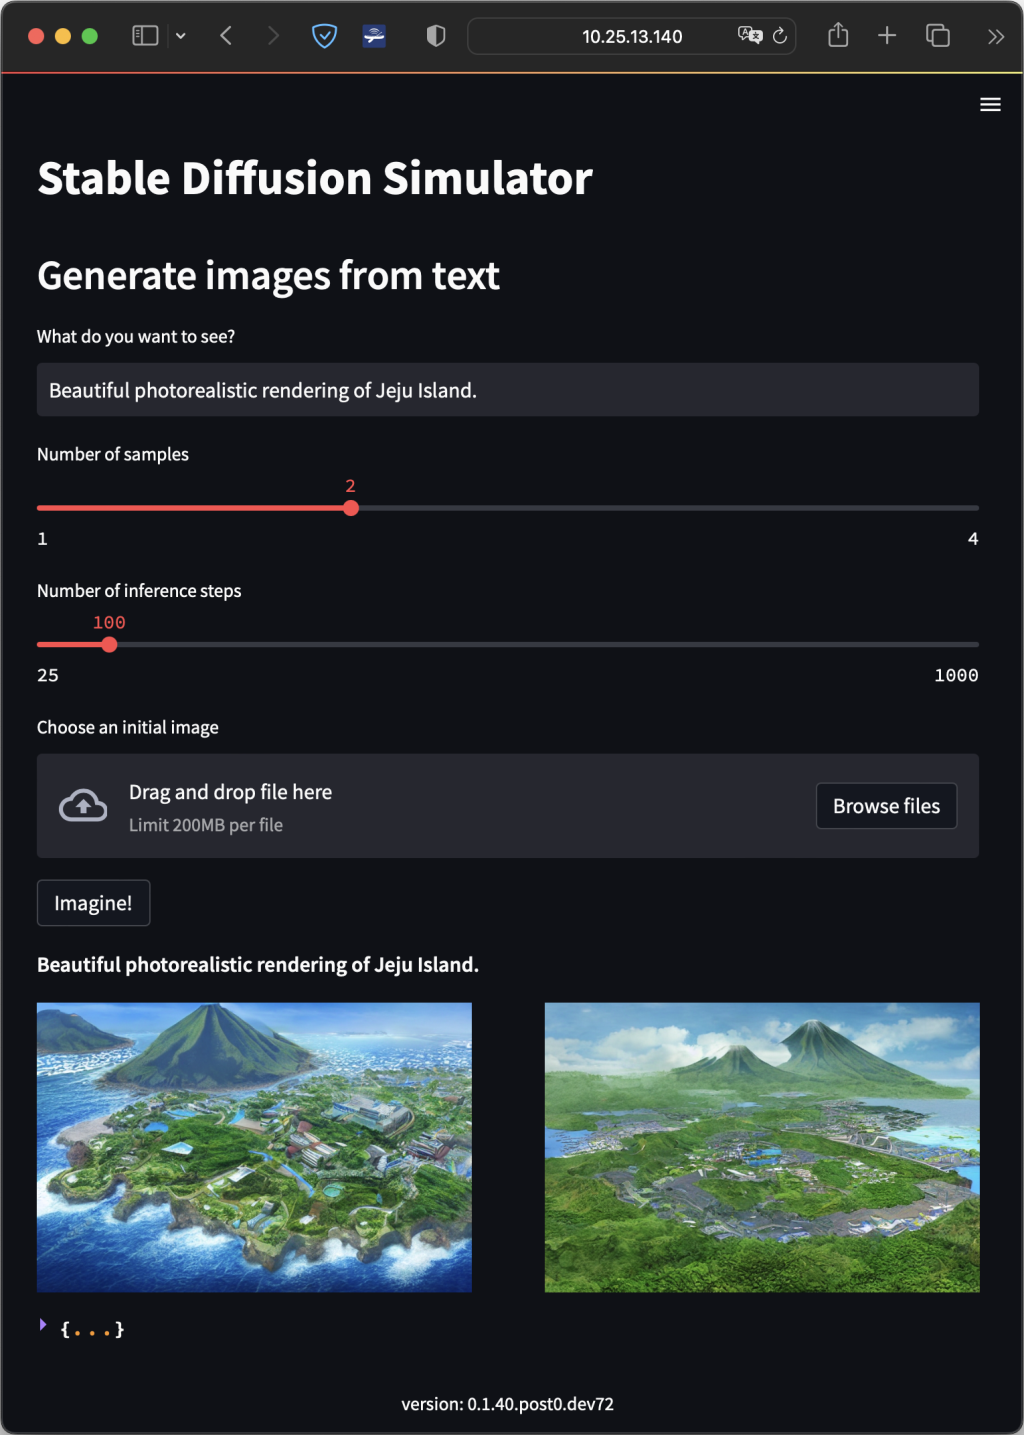 10.25.13.140
Stable Diffusion Simulator
Generate images from text
What do you want to see?
Beautiful photorealistic rendering of Jeju Island.
Number of samples
2
1 4
Number of inference steps
100
25 1000
Choose an initial image
Drag and drop file here
Limit 200MB per file
Browse files
Imagine!
Beautiful photorealistic rendering of Jeju Island.
{...}
version: 0.1.40.post0.dev72